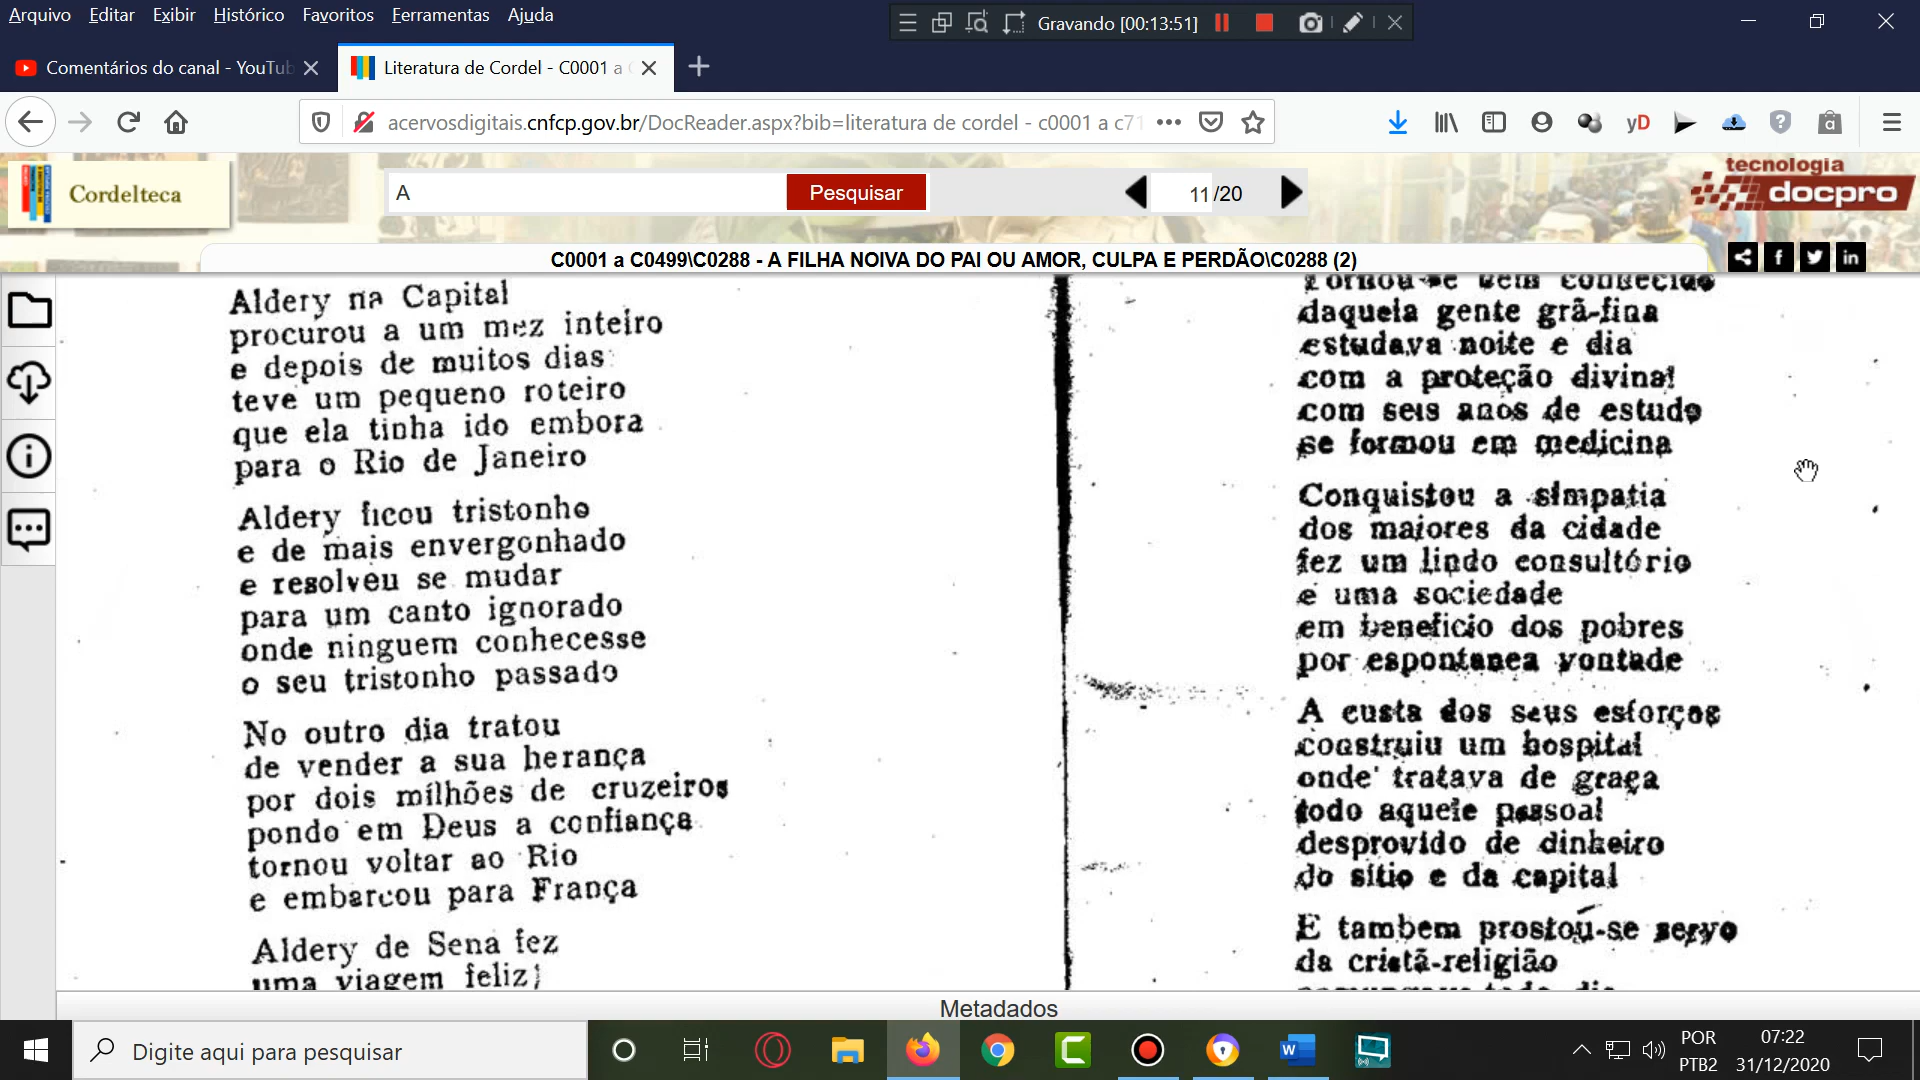 Arquivo Editar Exibir Histórico Favoritos Ferramentas Ajuda
Gravando [00:13:51]
Comentários do canal - YouTub
Literatura de Cordel - C0001 a
acervosdigitais.cnfcp.gov.br/DocReader.aspx?bib=literatura de cordel - c0001 a c71
yD
Cordelteca
A
Pesquisar
11/20
tecnologia
docpro
C0001 a C0499\C0288 - A FILHA NOIVA DO PAI OU AMOR, CULPA E PERDÃO\C0288 (2)
Aldery na Capital
procurou a um mez inteiro
e depois de muitos dias
teve um pequeno roteiro
que ela tinha ido embora
para o Rio de Janeiro
Aldery ficou tristonho
e de mais envergonhado
e resolveu se mudar
para um canto ignorado
onde ninguem conhecesse
o seu tristonho passado
No outro dia tratou
de vender a sua herança
por dois milhões de cruzeiros
pondo em Deus a confiança
tornou voltar ao Rio
e embarcou para França
Aldery de Sena fez
uma viagem feliz;
Tornou-se bem conhecido
daquela gente grã-fina
estudava noite e dia
com a proteção divinal
com seis anos de estudo
se formou em medicina
Conquistou a simpatia
dos maiores da cidade
fez um lindo consultório
e uma sociedade
em beneficio dos pobres
por espontanea vontade
A custa dos seus esforços
construiu um hospital
onde tratava de graça
todo aquele pessoal
desprovido de dinheiro
do sítio e da capital
E tambem prostou-se servo
da cristã-religião
Metadados
Digite aqui para pesquisar
POR
PTB2
07:22
31/12/2020